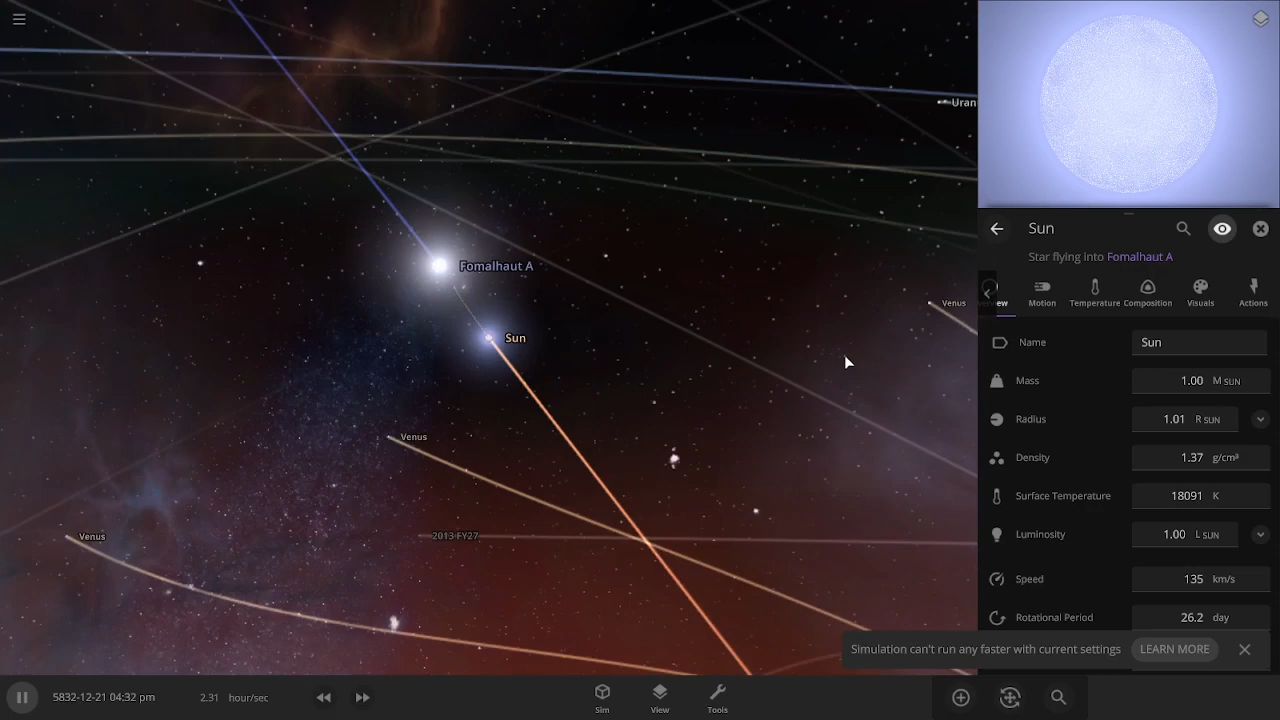 Uran
Fomalhaut A
Venus
Sun
Venus
Venus
2013 FY27
Sun
Star flying into Fomalhaut A
Motion Temperature Composition Visuals Actions
Name Sun
Mass 1.00 M SUN
Radius 1.01 R SUN
Density 1.37 g/cm³
Surface Temperature 18091 K
Luminosity 1.00 L SUN
Speed 135 km/s
Rotational Period 26.2 day
Simulation can't run any faster with current settings LEARN MORE
5832-12-21 04:32 pm 2.31 hour/sec
Sim View Tools